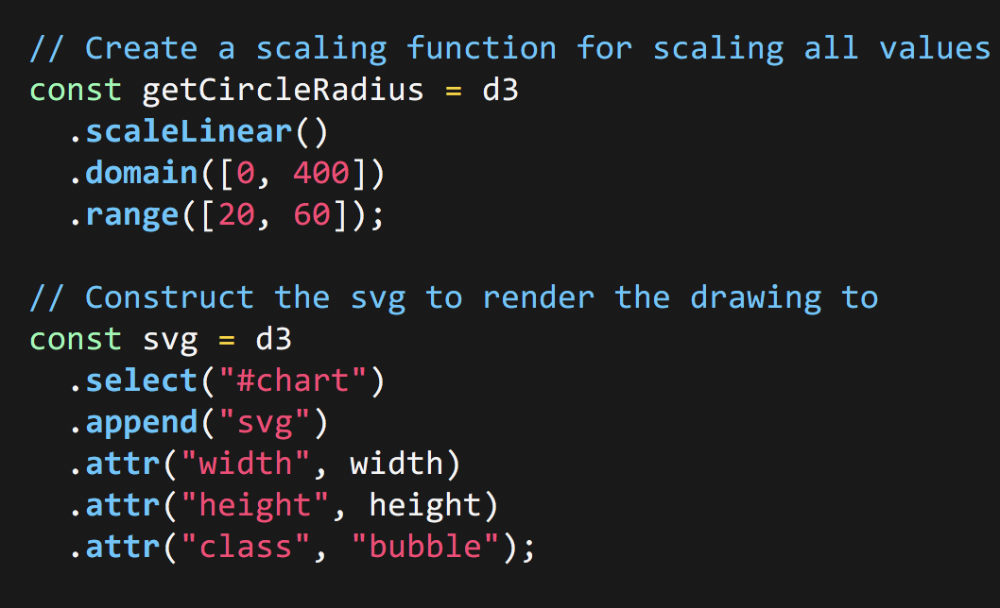 // Create a scaling function for scaling all values
const getCircleRadius = d3
  .scaleLinear()
  .domain([0, 400])
  .range([20, 60]);

// Construct the svg to render the drawing to
const svg = d3
  .select("#chart")
  .append("svg")
  .attr("width", width)
  .attr("height", height)
  .attr("class", "bubble");